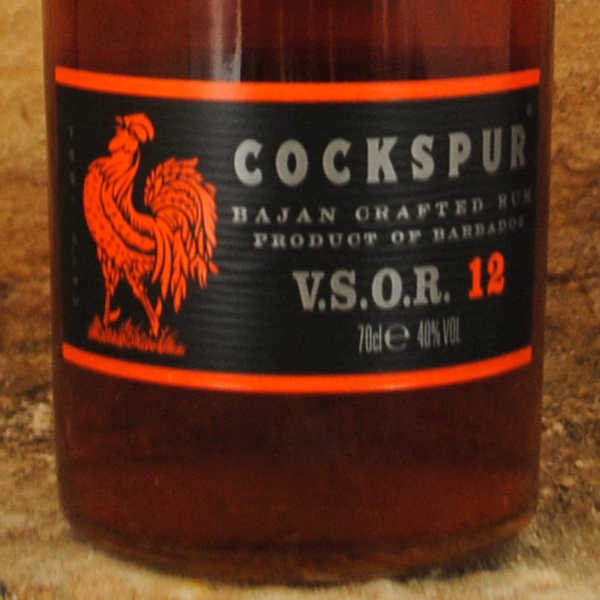 COCKSPUR
BAJAN CRAFTED RUM
PRODUCT OF BARBADOS
V.S.O.R. 12
70cl e 40% VOL